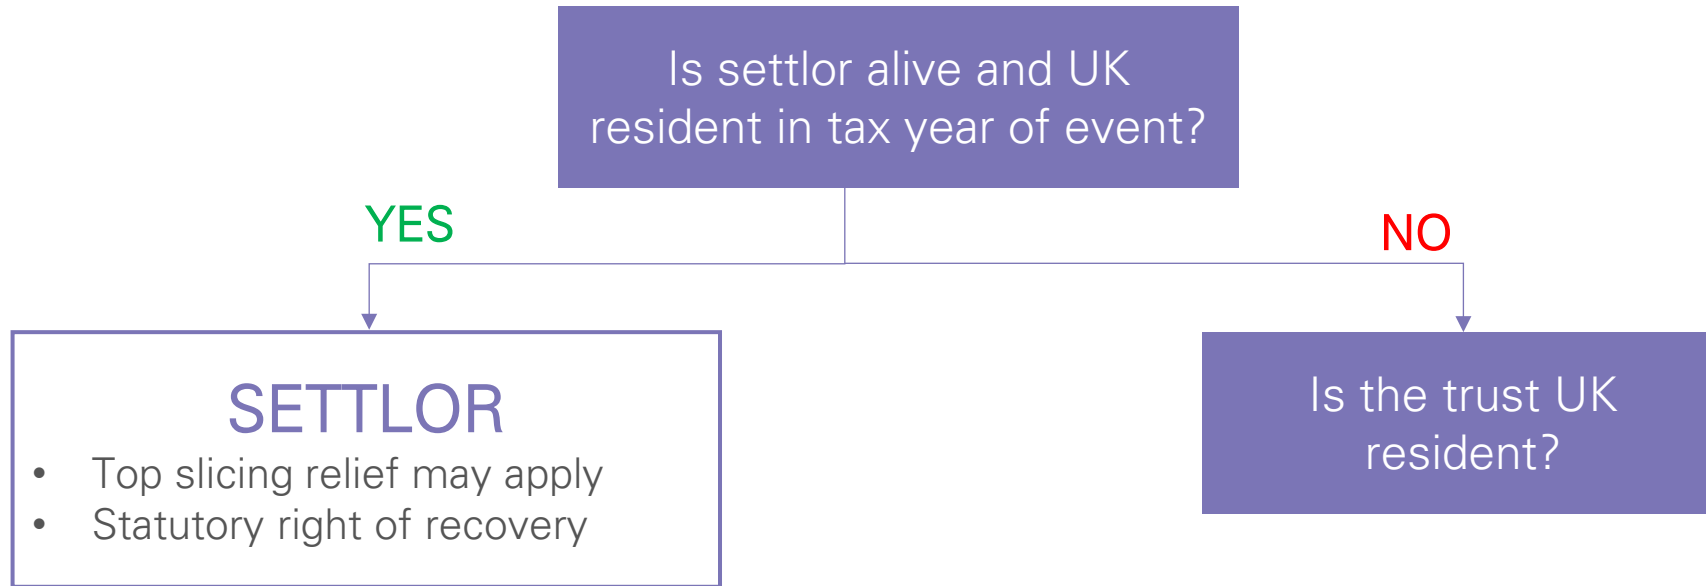 Is settlor alive and UK
resident in tax year of event?
YES
NO
SETTLOR
• Top slicing relief may apply
• Statutory right of recovery
Is the trust UK
resident?